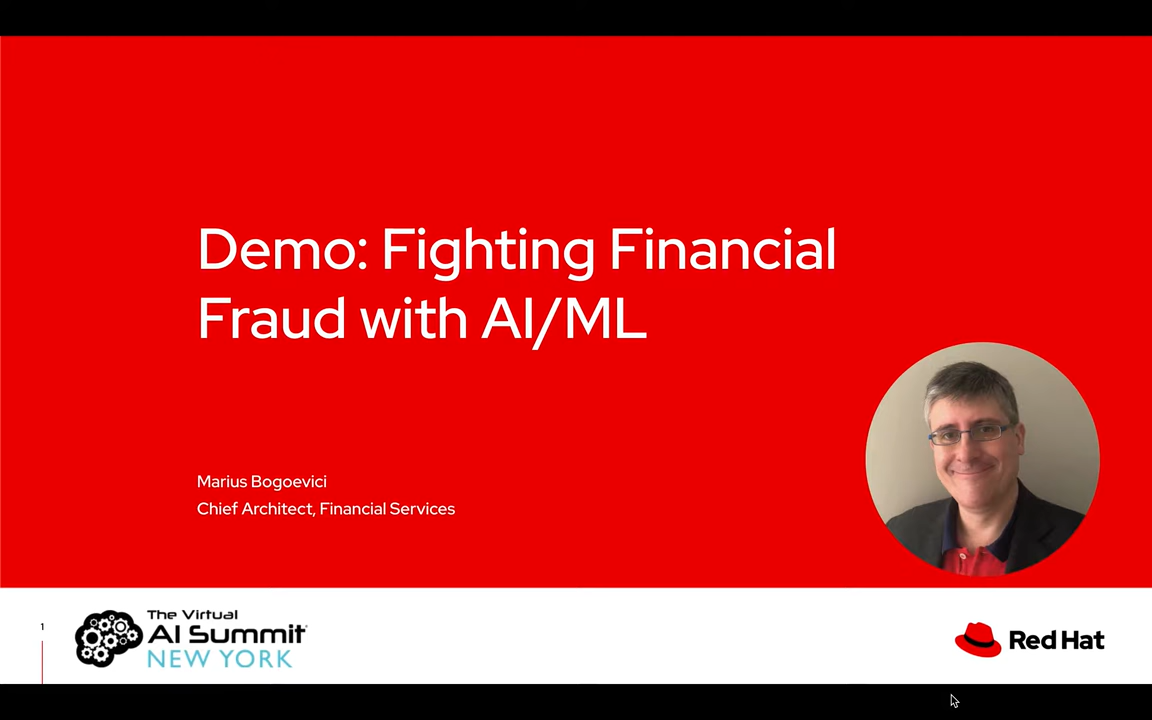 Demo: Fighting Financial
Fraud with AI/ML
Marius Bogoevici
Chief Architect, Financial Services
1
The Virtual
AI Summit
NEW YORK
Red Hat